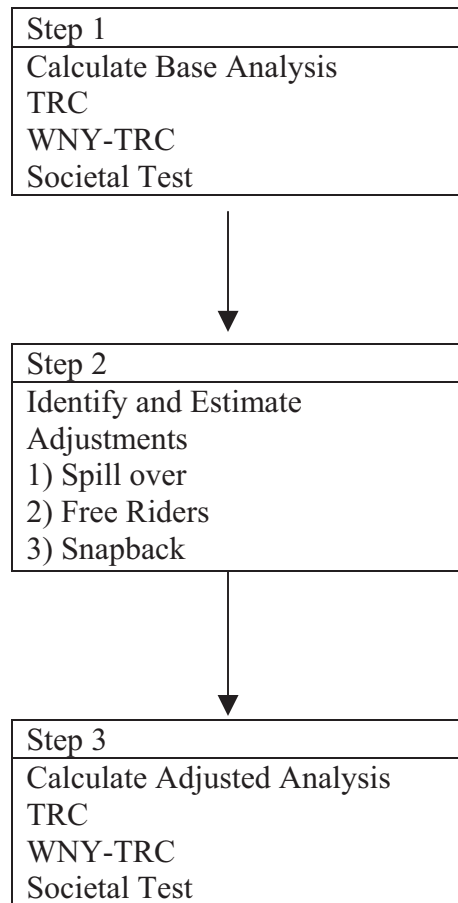 Step 1
Calculate Base Analysis
TRC
WNY-TRC
Societal Test
Step 2
Identify and Estimate
Adjustments
1) Spill over
2) Free Riders
3) Snapback
Step 3
Calculate Adjusted Analysis
TRC
WNY-TRC
Societal Test